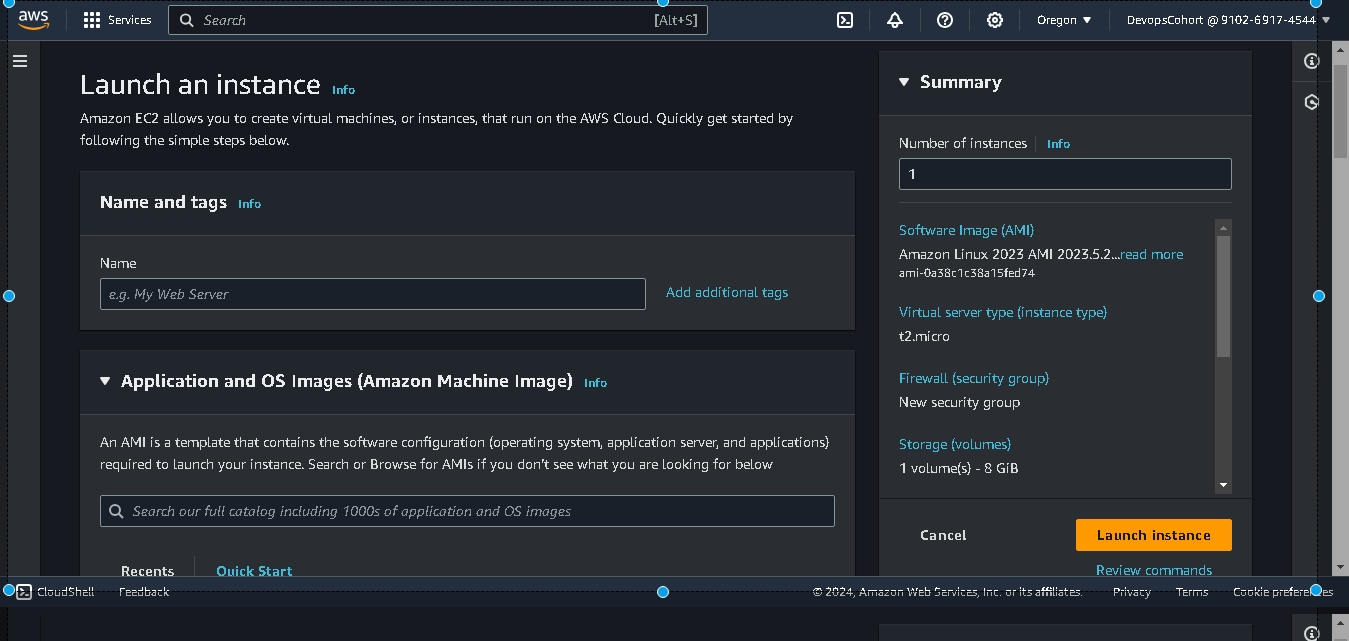 aws Services Search [Alt+S] Oregon DevopsCohort @ 9102-6917-4544
Launch an instance Info
Amazon EC2 allows you to create virtual machines, or instances, that run on the AWS Cloud. Quickly get started by
following the simple steps below.
Name and tags Info
Name
e.g. My Web Server
Add additional tags
Application and OS Images (Amazon Machine Image) Info
An AMI is a template that contains the software configuration (operating system, application server, and applications)
required to launch your instance. Search or Browse for AMIs if you don't see what you are looking for below
Search our full catalog including 1000s of application and OS images
Recents Quick Start
Summary
Number of instances Info
1
Software Image (AMI)
Amazon Linux 2023 AMI 2023.5.2...read more
ami-0a38c1c38a15fed74
Virtual server type (instance type)
t2.micro
Firewall (security group)
New security group
Storage (volumes)
1 volume(s) - 8 GiB
Cancel Launch instance
Review commands
CloudShell Feedback © 2024, Amazon Web Services, Inc. or its affiliates. Privacy Terms Cookie preferences